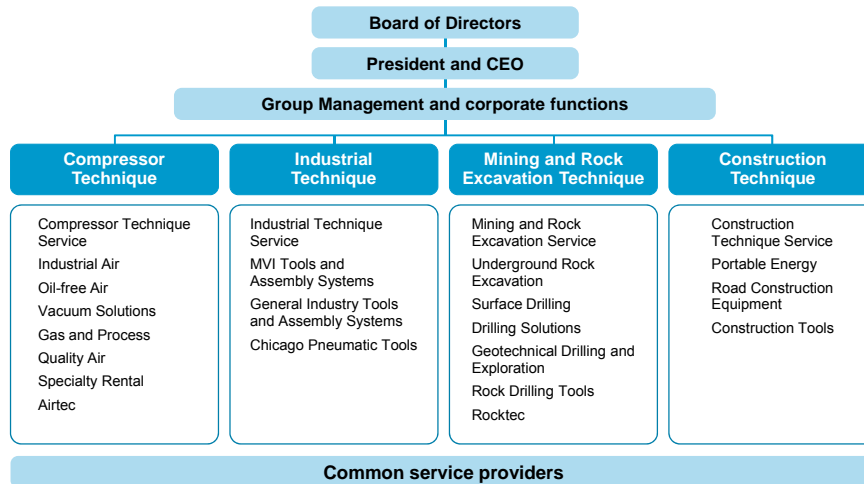 Board of Directors
President and CEO
Group Management and corporate functions
Compressor
Technique
Industrial
Technique
Mining and Rock
Excavation Technique
Construction
Technique
Compressor Technique
Service
Industrial Air
Oil-free Air
Vacuum Solutions
Gas and Process
Quality Air
Specialty Rental
Airtec
Industrial Technique
Service
MVI Tools and
Assembly Systems
General Industry Tools
and Assembly Systems
Chicago Pneumatic Tools
Mining and Rock
Excavation Service
Underground Rock
Excavation
Surface Drilling
Drilling Solutions
Geotechnical Drilling and
Exploration
Rock Drilling Tools
Rocktec
Construction
Technique Service
Portable Energy
Road Construction
Equipment
Construction Tools
Common service providers